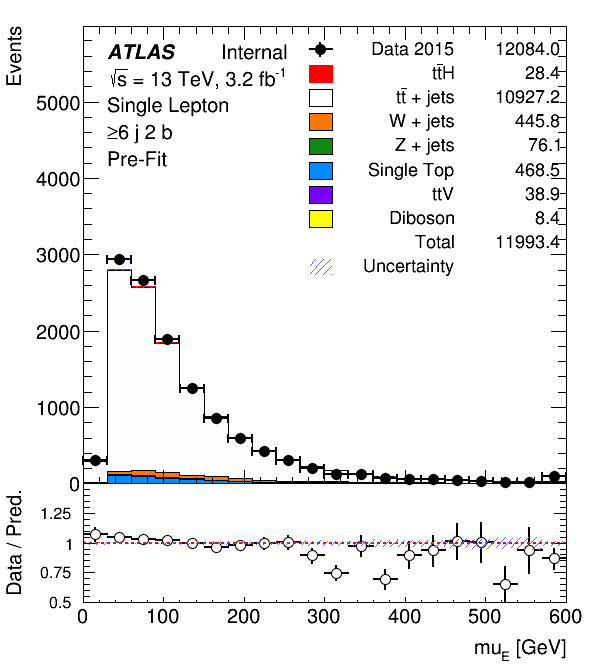 Events
ATLAS Internal
√s = 13 TeV, 3.2 fb⁻¹
Single Lepton
≥6 j 2 b
Pre-Fit
Data 2015 12084.0
tt̄H 28.4
tt̄ + jets 10927.2
W + jets 445.8
Z + jets 76.1
Single Top 468.5
ttV 38.9
Diboson 8.4
Total 11993.4
Uncertainty
5000
4000
3000
2000
1000
0
Data / Pred.
1.25
1
0.75
0.5
0 100 200 300 400 500 600
mu_E [GeV]